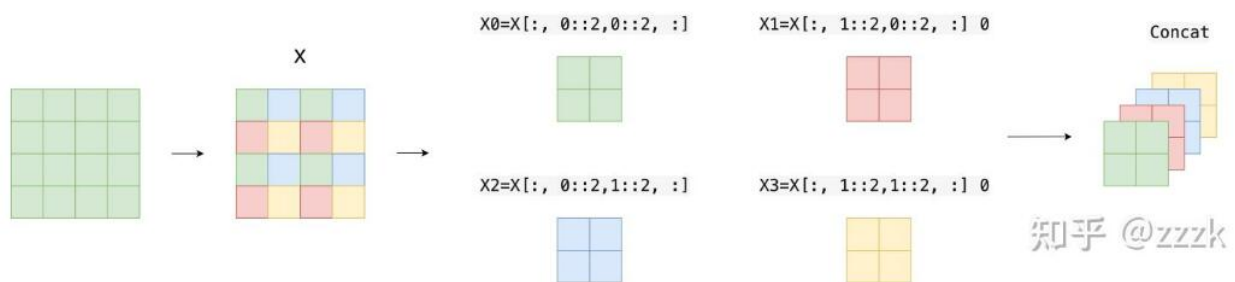 X
X0=X[:, 0::2,0::2, :]
X1=X[:, 1::2,0::2, :] 0
X2=X[:, 0::2,1::2, :]
X3=X[:, 1::2,1::2, :] 0
Concat
知乎 @zzzk